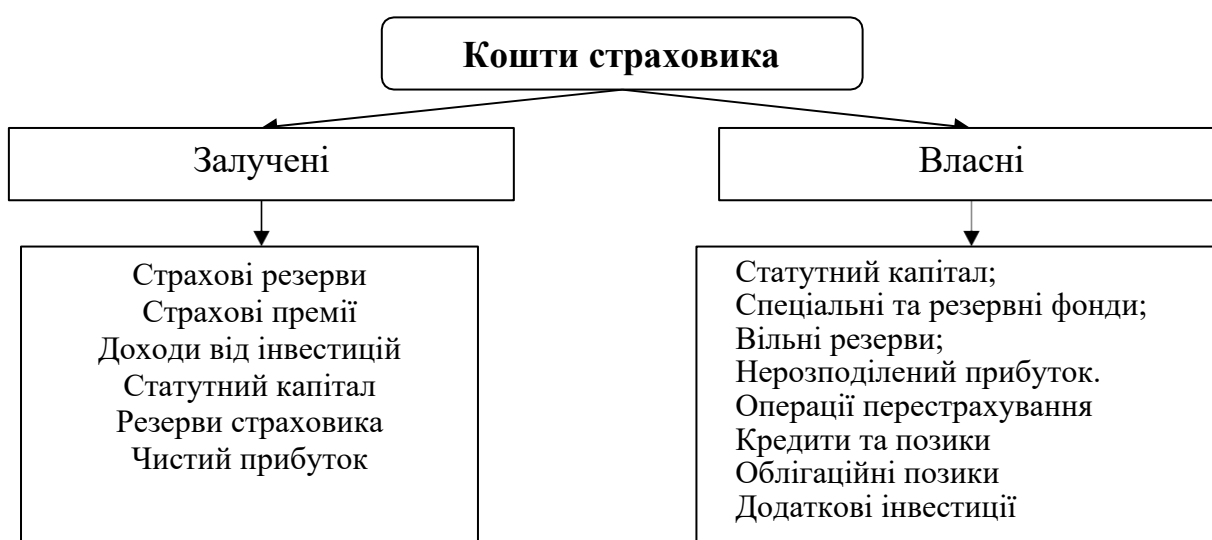 Кошти страховика
Залучені
Власні
Страхові резерви
Страхові премії
Доходи від інвестицій
Статутний капітал
Резерви страховика
Чистий прибуток
Статутний капітал;
Спеціальні та резервні фонди;
Вільні резерви;
Нерозподілений прибуток.
Операції перестрахування
Кредити та позики
Облігаційні позики
Додаткові інвестиції